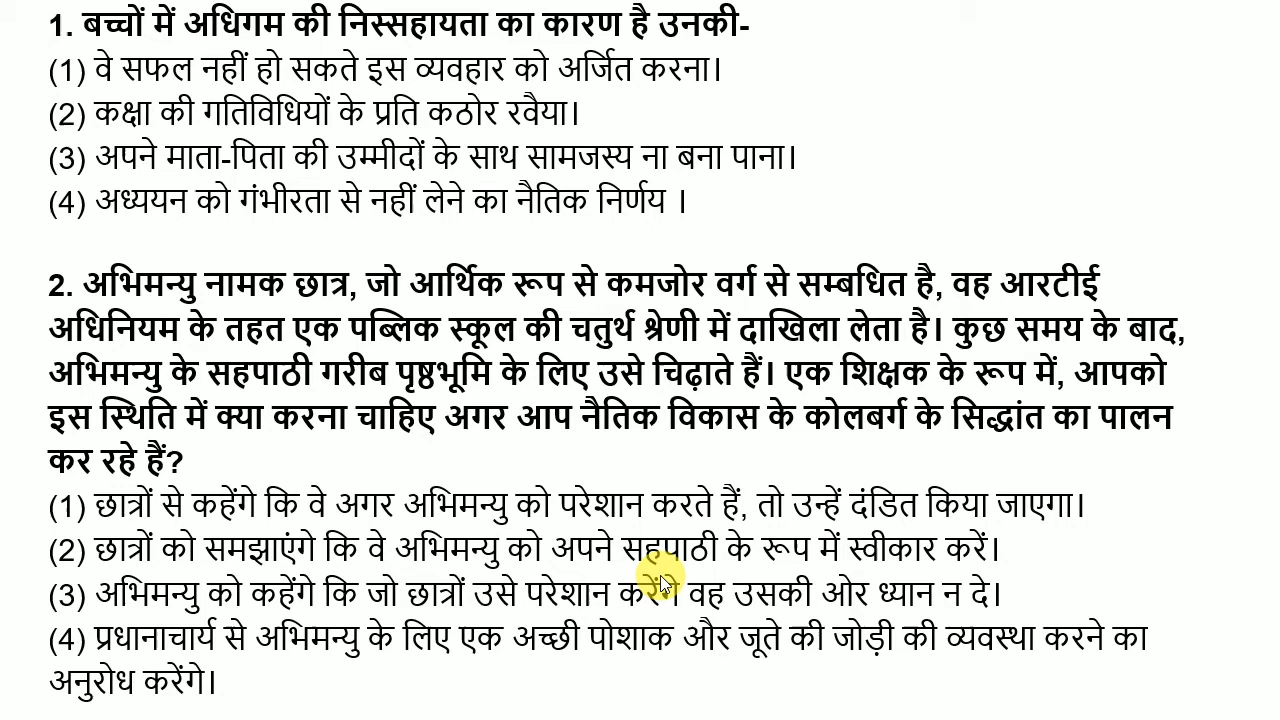 1. बच्चों में अधिगम की निस्सहायता का कारण है उनकी-
(1) वे सफल नहीं हो सकते इस व्यवहार को अर्जित करना।
(2) कक्षा की गतिविधियों के प्रति कठोर रवैया।
(3) अपने माता-पिता की उम्मीदों के साथ सामजस्य ना बना पाना।
(4) अध्ययन को गंभीरता से नहीं लेने का नैतिक निर्णय ।
2. अभिमन्यु नामक छात्र, जो आर्थिक रूप से कमजोर वर्ग से सम्बधित है, वह आरटीई
अधिनियम के तहत एक पब्लिक स्कूल की चतुर्थ श्रेणी में दाखिला लेता है। कुछ समय के बाद,
अभिमन्यु के सहपाठी गरीब पृष्ठभूमि के लिए उसे चिढ़ाते हैं। एक शिक्षक के रूप में, आपको
इस स्थिति में क्या करना चाहिए अगर आप नैतिक विकास के कोलबर्ग के सिद्धांत का पालन
कर रहे हैं?
(1) छात्रों से कहेंगे कि वे अगर अभिमन्यु को परेशान करते हैं, तो उन्हें दंडित किया जाएगा।
(2) छात्रों को समझाएंगे कि वे अभिमन्यु को अपने सहपाठी के रूप में स्वीकार करें।
(3) अभिमन्यु को कहेंगे कि जो छात्रों उसे परेशान करेंगे वह उसकी ओर ध्यान न दे।
(4) प्रधानाचार्य से अभिमन्यु के लिए एक अच्छी पोशाक और जूते की जोड़ी की व्यवस्था करने का
अनुरोध करेंगे।